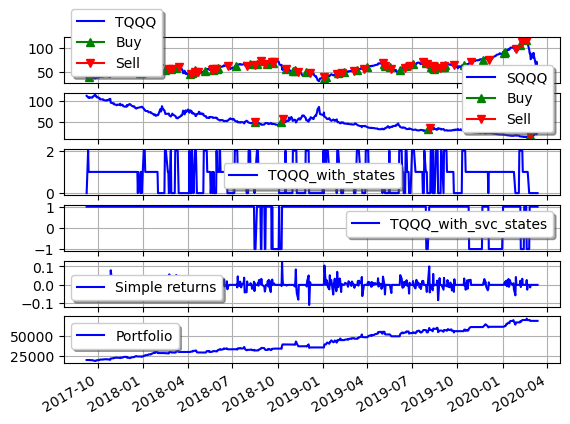 TQQQ
Buy
Sell
100
50
SQQQ
Buy
Sell
100
50
2
TQQQ_with_states
0
1
TQQQ_with_svc_states
0
−1
0.1
0.0
Simple returns
−0.1
Portfolio
50000
25000
2017-10 2018-01 2018-04 2018-07 2018-10 2019-01 2019-04 2019-07 2019-10 2020-01 2020-04